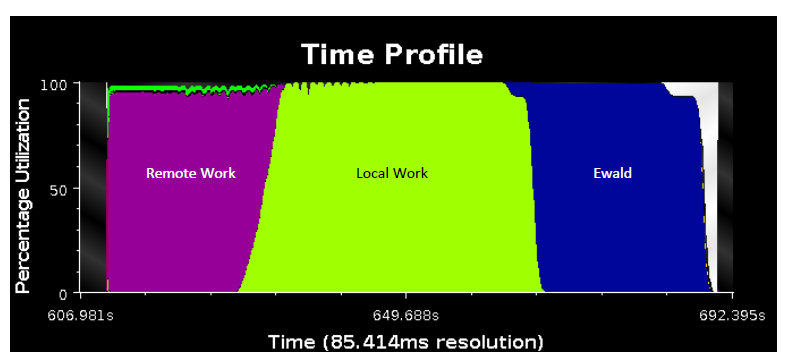 Time Profile
Percentage Utilization
100
50
0
Remote Work
Local Work
Ewald
606.981s
649.688s
692.395s
Time (85.414ms resolution)